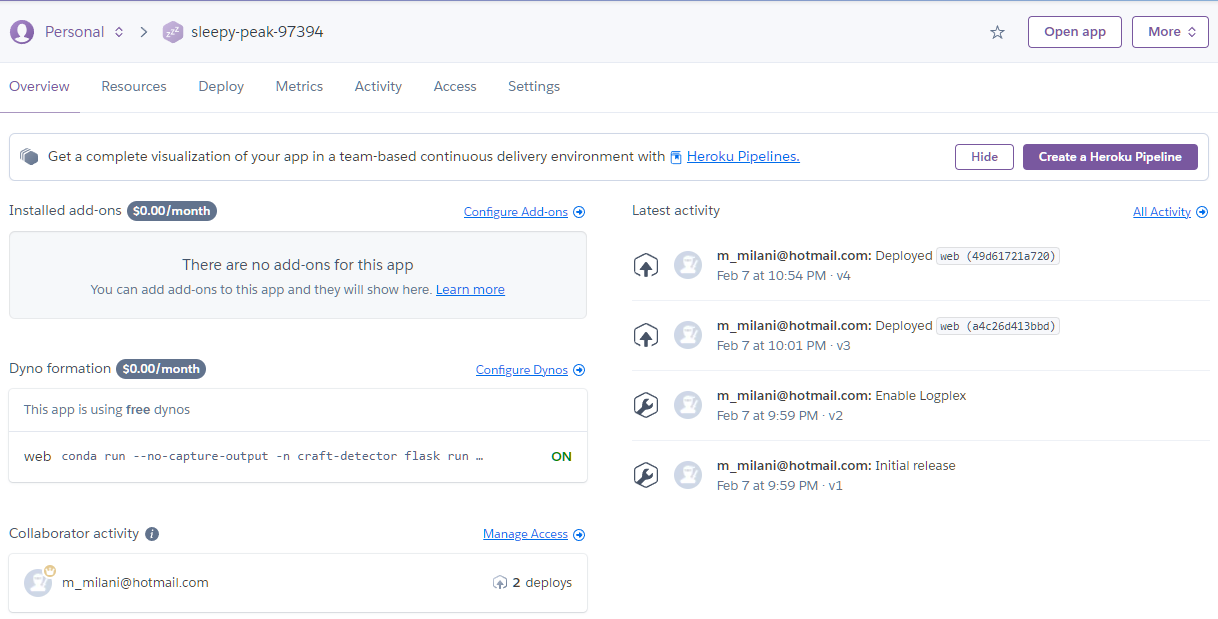 Personal sleepy-peak-97394 Open app More
Overview Resources Deploy Metrics Activity Access Settings
Get a complete visualization of your app in a team-based continuous delivery environment with Heroku Pipelines. Hide Create a Heroku Pipeline
Installed add-ons $0.00/month Configure Add-ons
There are no add-ons for this app
You can add add-ons to this app and they will show here. Learn more
Dyno formation $0.00/month Configure Dynos
This app is using free dynos
web conda run --no-capture-output -n craft-detector flask run … ON
Collaborator activity i Manage Access
m_milani@hotmail.com 2 deploys
Latest activity All Activity
m_milani@hotmail.com: Deployed web (49d61721a720)
Feb 7 at 10:54 PM · v4
m_milani@hotmail.com: Deployed web (a4c26d413bbd)
Feb 7 at 10:01 PM · v3
m_milani@hotmail.com: Enable Logplex
Feb 7 at 9:59 PM · v2
m_milani@hotmail.com: Initial release
Feb 7 at 9:59 PM · v1